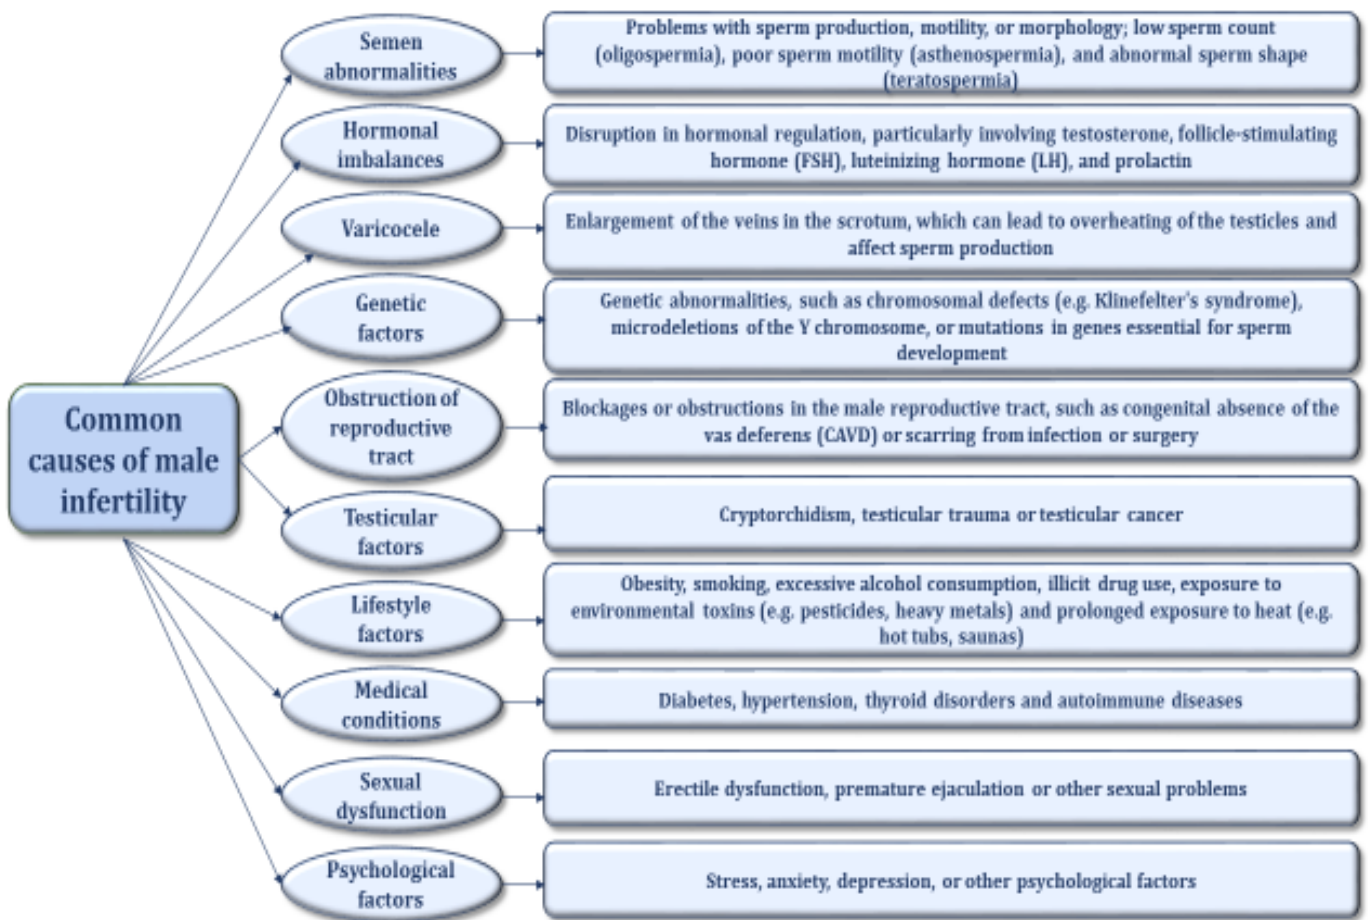 Common
causes of male
infertility
Semen
abnormalities
Problems with sperm production, motility, or morphology; low sperm count
(oligospermia), poor sperm motility (asthenospermia), and abnormal sperm shape
(teratospermia)
Hormonal
imbalances
Disruption in hormonal regulation, particularly involving testosterone, follicle-stimulating
hormone (FSH), luteinizing hormone (LH), and prolactin
Varicocele
Enlargement of the veins in the scrotum, which can lead to overheating of the testicles and
affect sperm production
Genetic
factors
Genetic abnormalities, such as chromosomal defects (e.g. Klinefelter's syndrome),
microdeletions of the Y chromosome, or mutations in genes essential for sperm
development
Obstruction of
reproductive
tract
Blockages or obstructions in the male reproductive tract, such as congenital absence of the
vas deferens (CAVD) or scarring from infection or surgery
Testicular
factors
Cryptorchidism, testicular trauma or testicular cancer
Lifestyle
factors
Obesity, smoking, excessive alcohol consumption, illicit drug use, exposure to
environmental toxins (e.g. pesticides, heavy metals) and prolonged exposure to heat (e.g.
hot tubs, saunas)
Medical
conditions
Diabetes, hypertension, thyroid disorders and autoimmune diseases
Sexual
dysfunction
Erectile dysfunction, premature ejaculation or other sexual problems
Psychological
factors
Stress, anxiety, depression, or other psychological factors